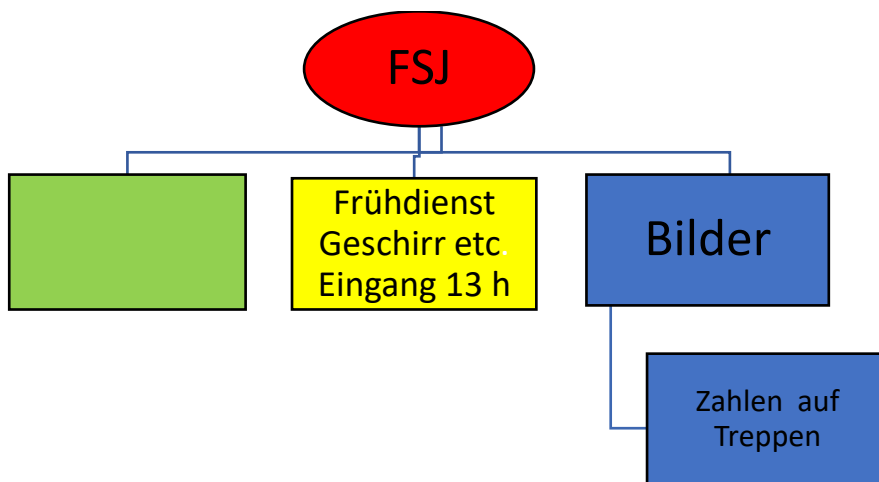 FSJ
Frühdienst
Geschirr etc.
Eingang 13 h
Bilder
Zahlen auf
Treppen